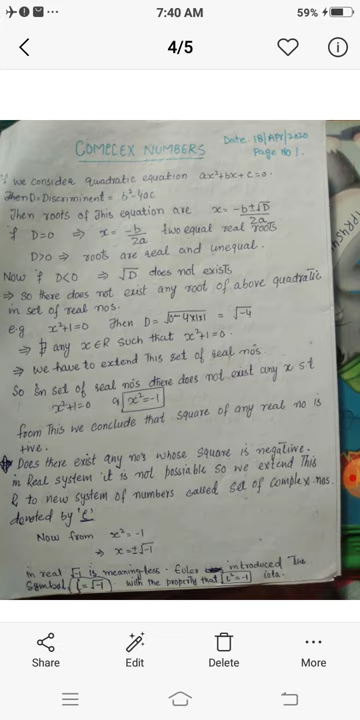 7:40 AM
59%
4/5
COMPLEX NUMBERS
Date: 18/APR/2020
Page No 1.
If we consider quadratic equation ax²+bx+c=0.
Then D=Discriminent = b²-4ac
Then roots of this equation are x = -b±√D/2a
if D=0 ⇒ x = -b/2a two equal real roots
D>0 ⇒ roots are real and unequal.
Now if D<0 ⇒ √D does not exists
⇒ so there does not exist any root of above quadratic
in set of real nos.
e.g x²+1=0 Then D=√0-4x1x1 = √-4
⇒ ∄ any x∈R such that x²+1=0.
⇒ we have to extend this set of real nos.
So in set of real nos there does not exist any x s.t
x²+1=0 or x²=-1
from This we conclude that square of any real no is
+ve.
Does there exist any no's whose square is negative.
in Real system it is not possiable so we extend This
R to new system of numbers called set of complex nos.
denoted by 'C'
Now from x²=-1
⇒ x=±√-1
in real √-1 is meaningless. Euler introduced The
Symbol i=√-1 with the property that i²=-1 iota.
Share
Edit
Delete
More